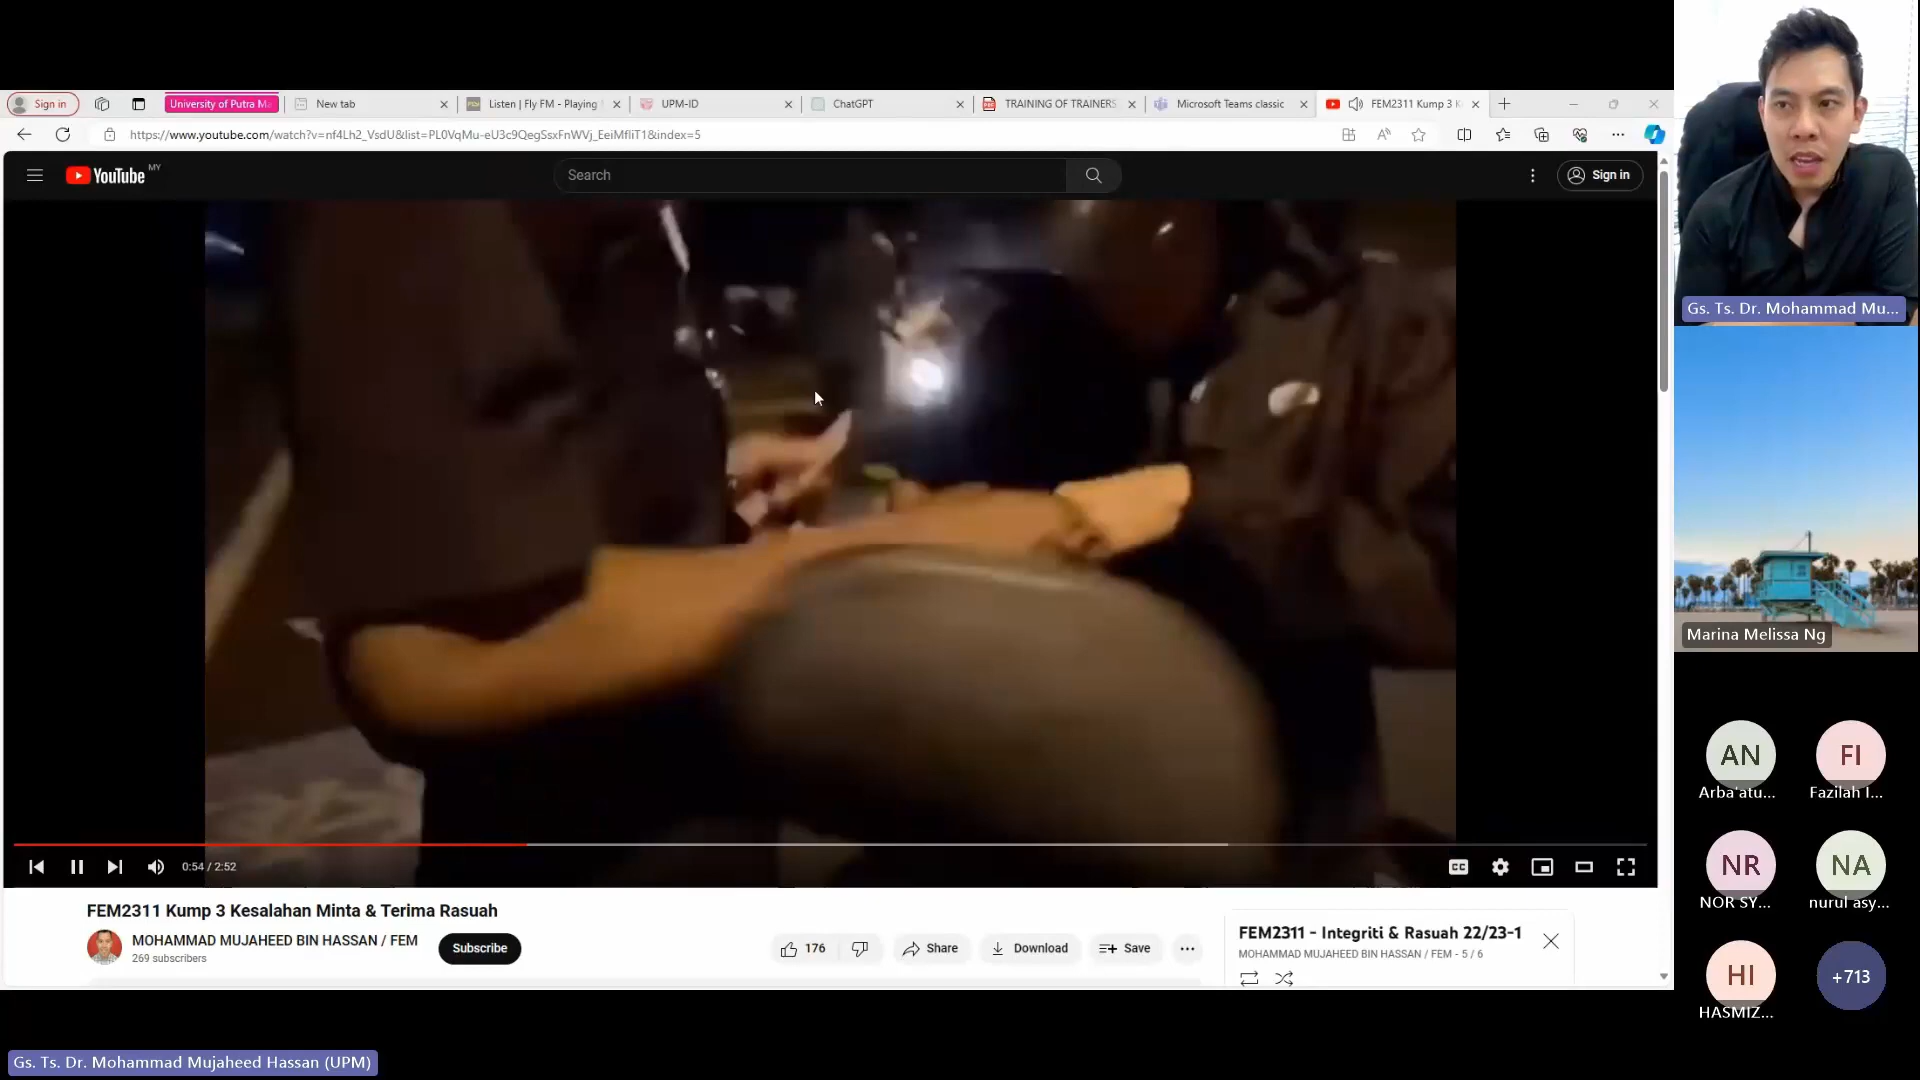 Sign in
University of Putra Ma
New tab
Listen | Fly FM - Playing
UPM-ID
ChatGPT
TRAINING OF TRAINERS
Microsoft Teams classic
FEM2311 Kump 3 K
https://www.youtube.com/watch?v=nf4Lh2_VsdU&list=PL0VqMu-eU3c9QegSsxFnWVj_EeiMfIiT1&index=5
YouTube MY
Search
Sign in
Gs. Ts. Dr. Mohammad Mu...
Marina Melissa Ng
AN
Arba'atu...
FI
Fazilah I...
NR
NOR SY...
NA
nurul asy...
HI
HASMIZ...
+713
0:54 / 2:52
CC
FEM2311 Kump 3 Kesalahan Minta & Terima Rasuah
MOHAMMAD MUJAHEED BIN HASSAN / FEM
269 subscribers
Subscribe
176
Share
Download
Save
FEM2311 - Integriti & Rasuah 22/23-1
MOHAMMAD MUJAHEED BIN HASSAN / FEM - 5 / 6
Gs. Ts. Dr. Mohammad Mujaheed Hassan (UPM)